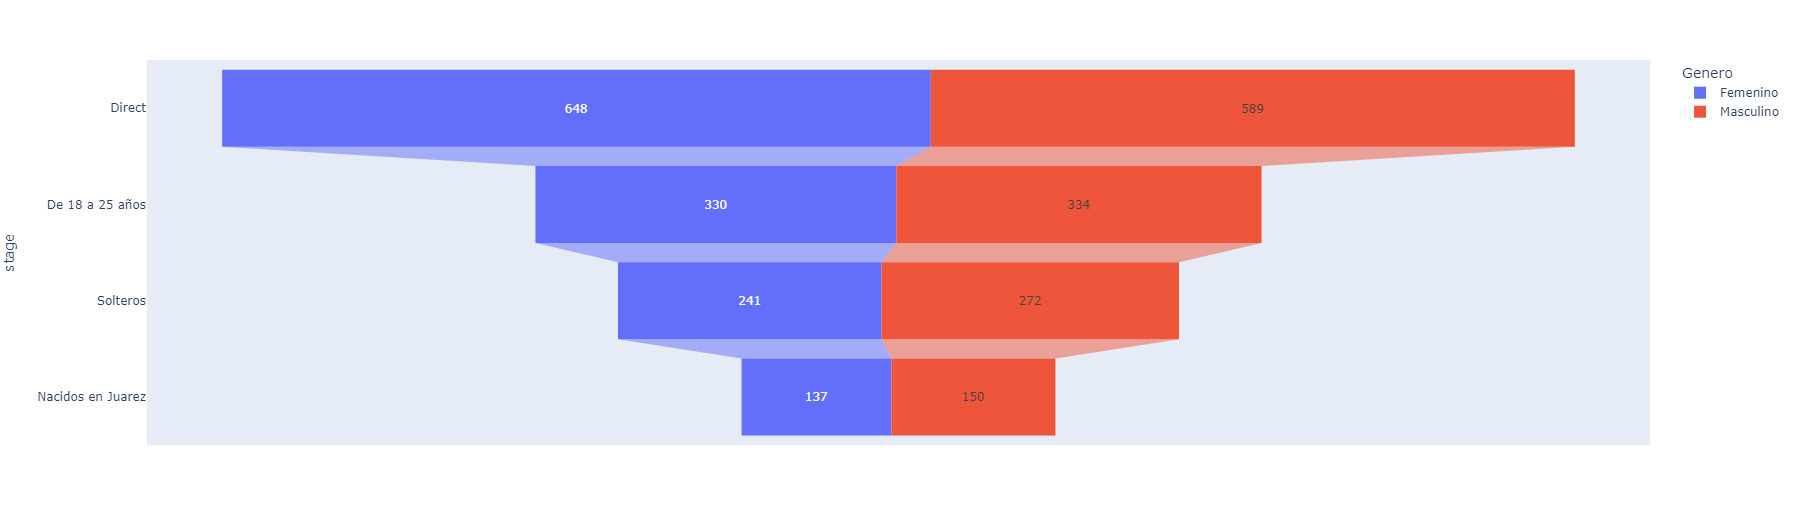 Genero
Femenino
Masculino
stage
Direct
648
589
De 18 a 25 años
330
334
Solteros
241
272
Nacidos en Juarez
137
150